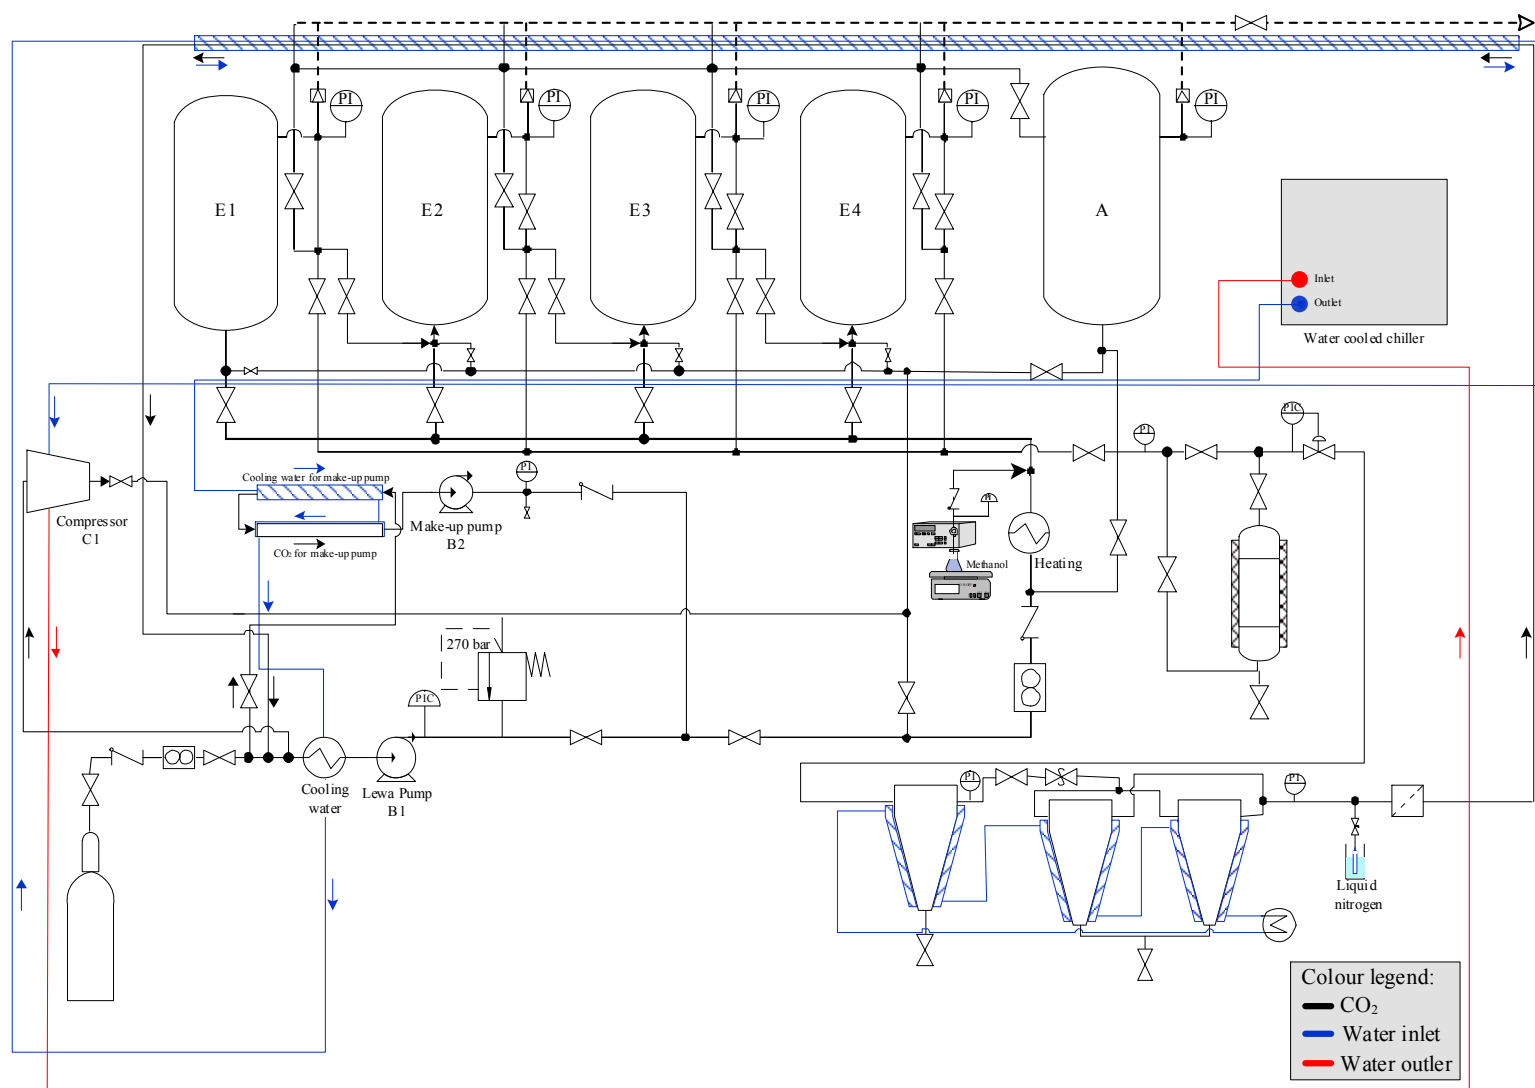 PI
PI
PI
PI
PI
E1
E2
E3
E4
A
Inlet
Outlet
Water cooled chiller
PIC
PI
Cooling water for make-up pump
PI
Compressor
C1
Make-up pump
B2
CO₂ for make-up pump
Methanol
Heating
270 bar
PIC
Cooling
water
Lewa Pump
B1
PI
PI
Liquid
nitrogen
Colour legend:
CO₂
Water inlet
Water outler